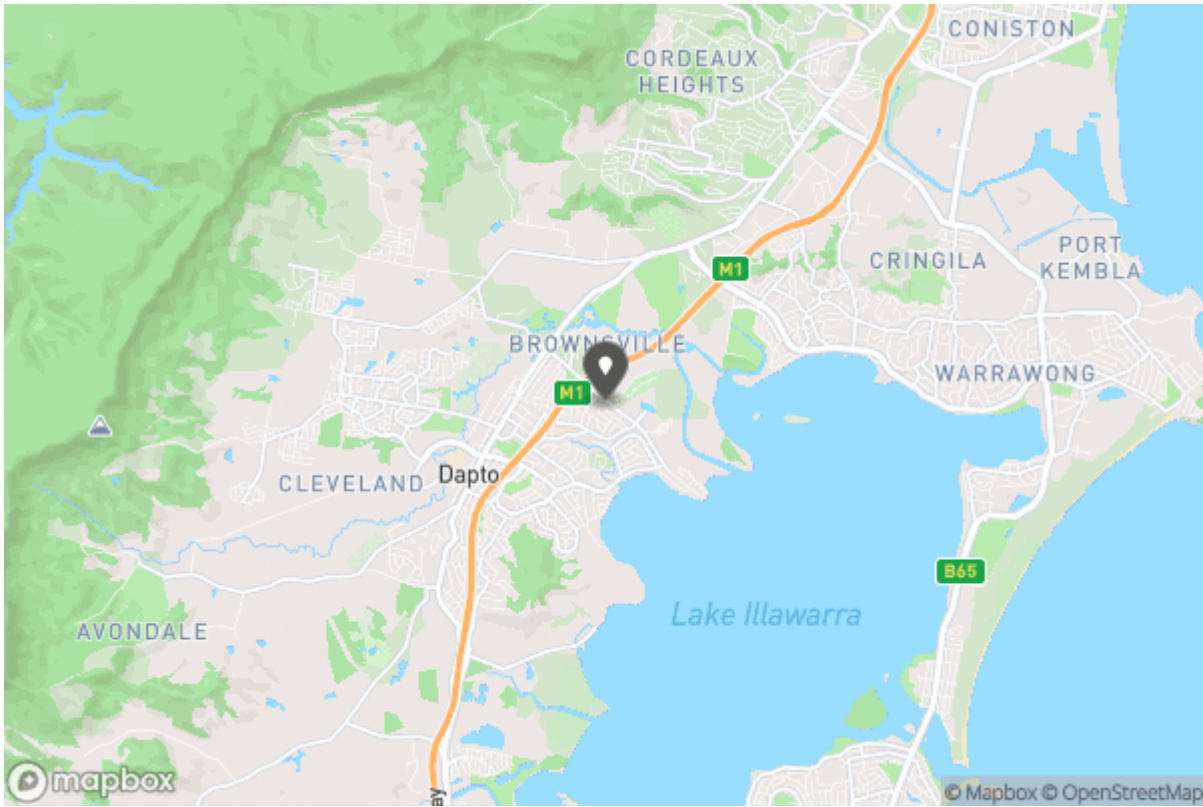 CONISTON
CORDEAUX
HEIGHTS
PORT
KEMBLA
CRINGILA
M1
BROWNSVILLE
WARRAWONG
M1
Dapto
CLEVELAND
B65
Lake Illawarra
AVONDALE
mapbox
ay
© Mapbox © OpenStreetMap